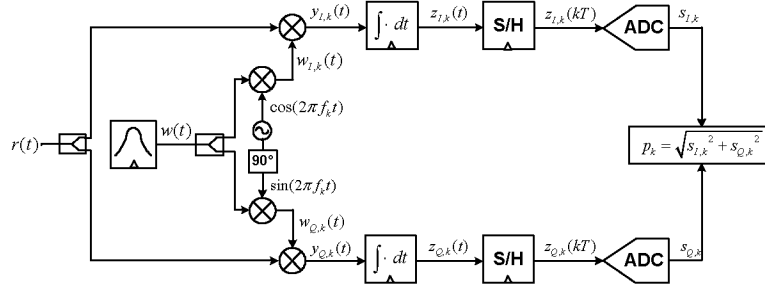 y_{I,k}(t)
∫· dt
z_{I,k}(t)
S/H
z_{I,k}(kT)
ADC
s_{I,k}
w_{I,k}(t)
cos(2πf_k t)
r(t)
w(t)
90°
p_k = √(s_{I,k}² + s_{Q,k}²)
sin(2πf_k t)
w_{Q,k}(t)
y_{Q,k}(t)
∫· dt
z_{Q,k}(t)
S/H
z_{Q,k}(kT)
ADC
s_{Q,k}